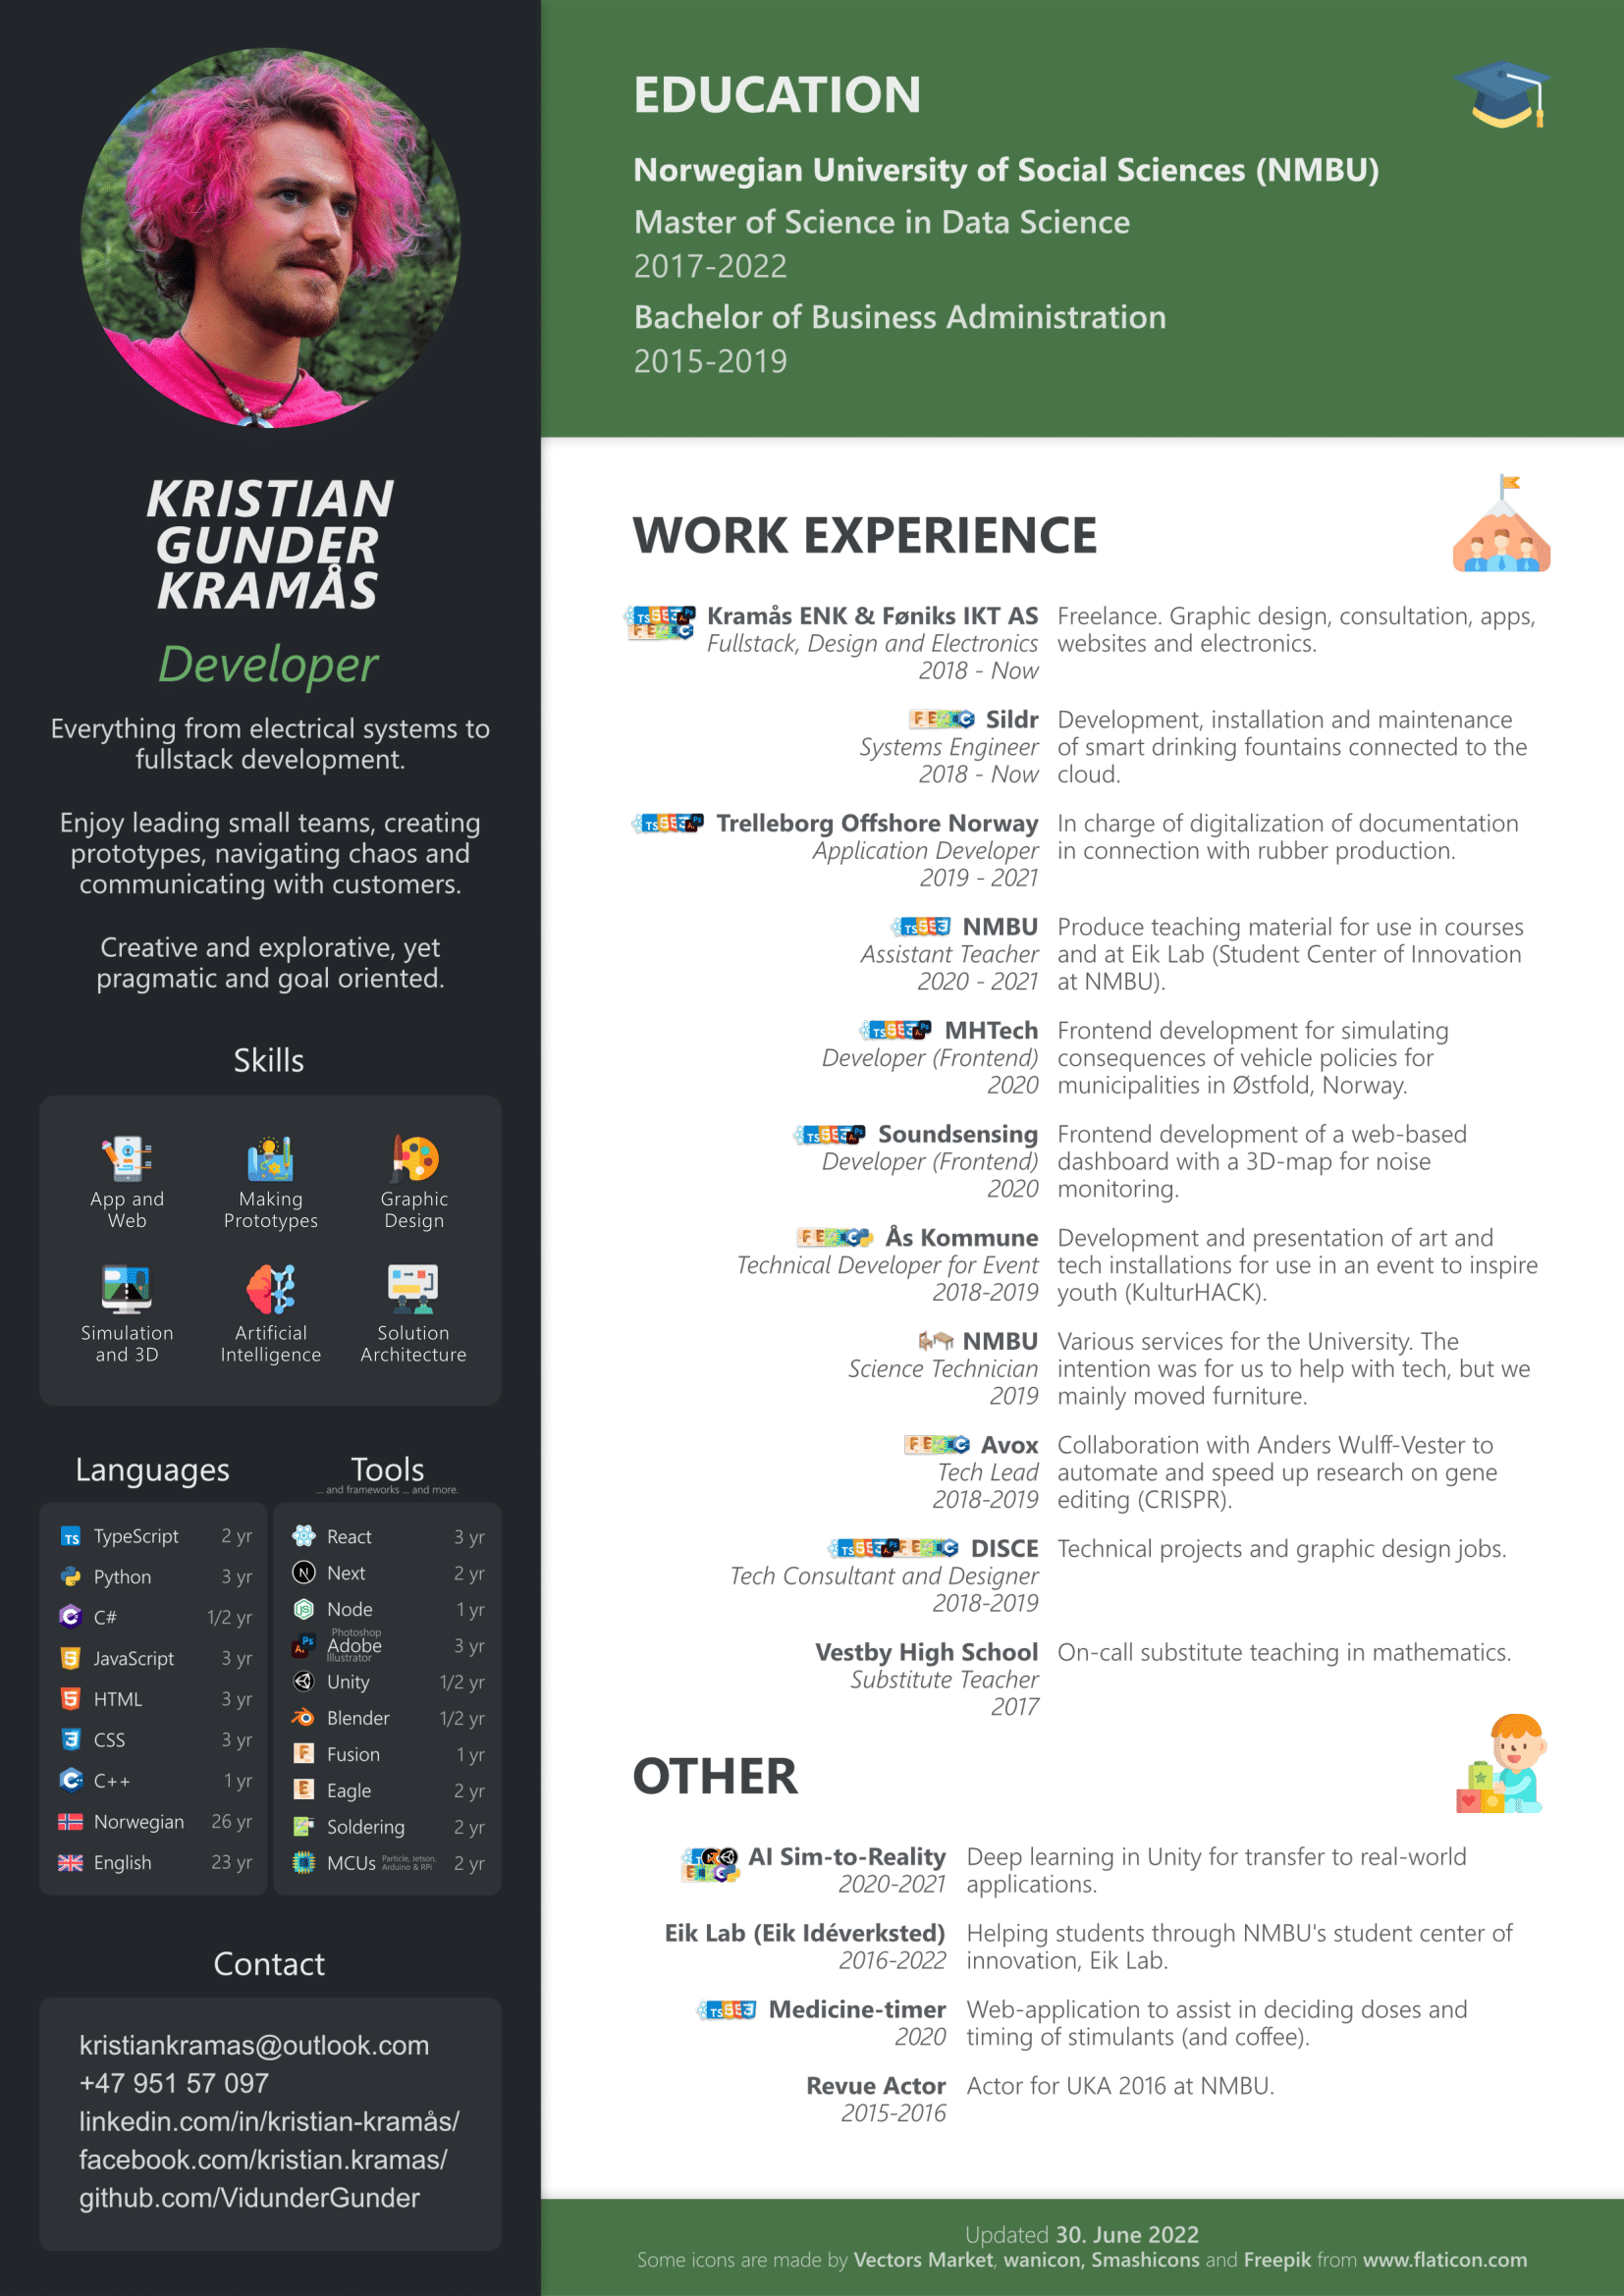 KRISTIAN
GUNDER
KRAMÅS
Developer
Everything from electrical systems to
fullstack development.
Enjoy leading small teams, creating
prototypes, navigating chaos and
communicating with customers.
Creative and explorative, yet
pragmatic and goal oriented.
Skills
App and
Web
Making
Prototypes
Graphic
Design
Simulation
and 3D
Artificial
Intelligence
Solution
Architecture
Languages
TypeScript 2 yr
Python 3 yr
C# 1/2 yr
JavaScript 3 yr
HTML 3 yr
CSS 3 yr
C++ 1 yr
Norwegian 26 yr
English 23 yr
Tools
... and frameworks ... and more.
React 3 yr
Next 2 yr
Node 1 yr
Photoshop
Adobe 3 yr
Illustrator
Unity 1/2 yr
Blender 1/2 yr
Fusion 1 yr
Eagle 2 yr
Soldering 2 yr
MCUs Particle, Jetson, Arduino & RPi 2 yr
Contact
kristiankramas@outlook.com
+47 951 57 097
linkedin.com/in/kristian-kramås/
facebook.com/kristian.kramas/
github.com/VidunderGunder
EDUCATION
Norwegian University of Social Sciences (NMBU)
Master of Science in Data Science
2017-2022
Bachelor of Business Administration
2015-2019
WORK EXPERIENCE
Kramås ENK & Føniks IKT AS
Fullstack, Design and Electronics
2018 - Now
Freelance. Graphic design, consultation, apps,
websites and electronics.
Sildr
Systems Engineer
2018 - Now
Development, installation and maintenance
of smart drinking fountains connected to the
cloud.
Trelleborg Offshore Norway
Application Developer
2019 - 2021
In charge of digitalization of documentation
in connection with rubber production.
NMBU
Assistant Teacher
2020 - 2021
Produce teaching material for use in courses
and at Eik Lab (Student Center of Innovation
at NMBU).
MHTech
Developer (Frontend)
2020
Frontend development for simulating
consequences of vehicle policies for
municipalities in Østfold, Norway.
Soundsensing
Developer (Frontend)
2020
Frontend development of a web-based
dashboard with a 3D-map for noise
monitoring.
Ås Kommune
Technical Developer for Event
2018-2019
Development and presentation of art and
tech installations for use in an event to inspire
youth (KulturHACK).
NMBU
Science Technician
2019
Various services for the University. The
intention was for us to help with tech, but we
mainly moved furniture.
Avox
Tech Lead
2018-2019
Collaboration with Anders Wulff-Vester to
automate and speed up research on gene
editing (CRISPR).
DISCE
Tech Consultant and Designer
2018-2019
Technical projects and graphic design jobs.
Vestby High School
Substitute Teacher
2017
On-call substitute teaching in mathematics.
OTHER
AI Sim-to-Reality
2020-2021
Deep learning in Unity for transfer to real-world
applications.
Eik Lab (Eik Idéverksted)
2016-2022
Helping students through NMBU's student center of
innovation, Eik Lab.
Medicine-timer
2020
Web-application to assist in deciding doses and
timing of stimulants (and coffee).
Revue Actor
2015-2016
Actor for UKA 2016 at NMBU.
Updated 30. June 2022
Some icons are made by Vectors Market, wanicon, Smashicons and Freepik from www.flaticon.com